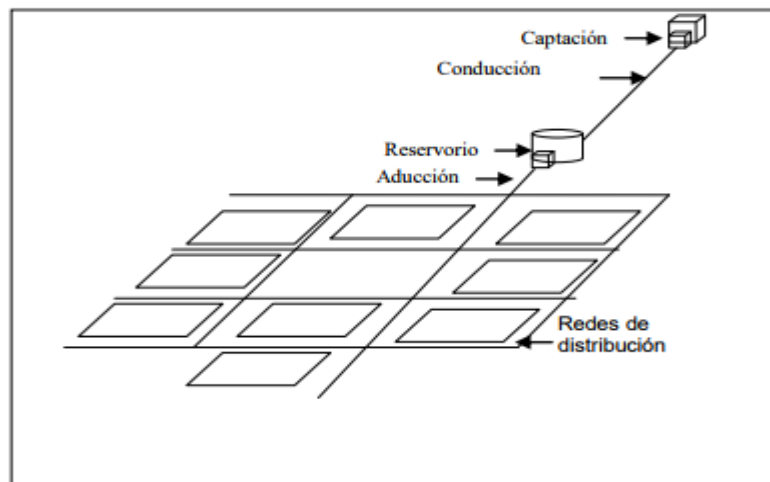 Captación
Conducción
Reservorio
Aducción
Redes de
distribución